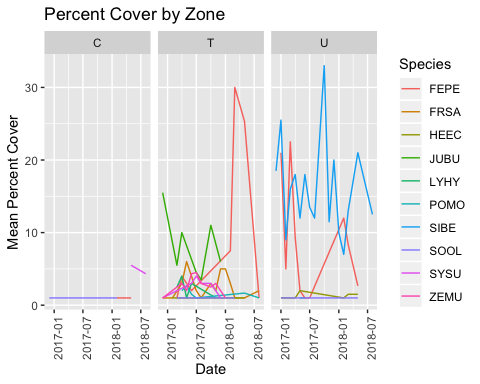 Percent Cover by Zone
C T U
30
20
10
0
Mean Percent Cover
2017-01 2017-07 2018-01 2018-07 2017-01 2017-07 2018-01 2018-07 2017-01 2017-07 2018-01 2018-07
Date
Species
FEPE
FRSA
HEEC
JUBU
LYHY
POMO
SIBE
SOOL
SYSU
ZEMU